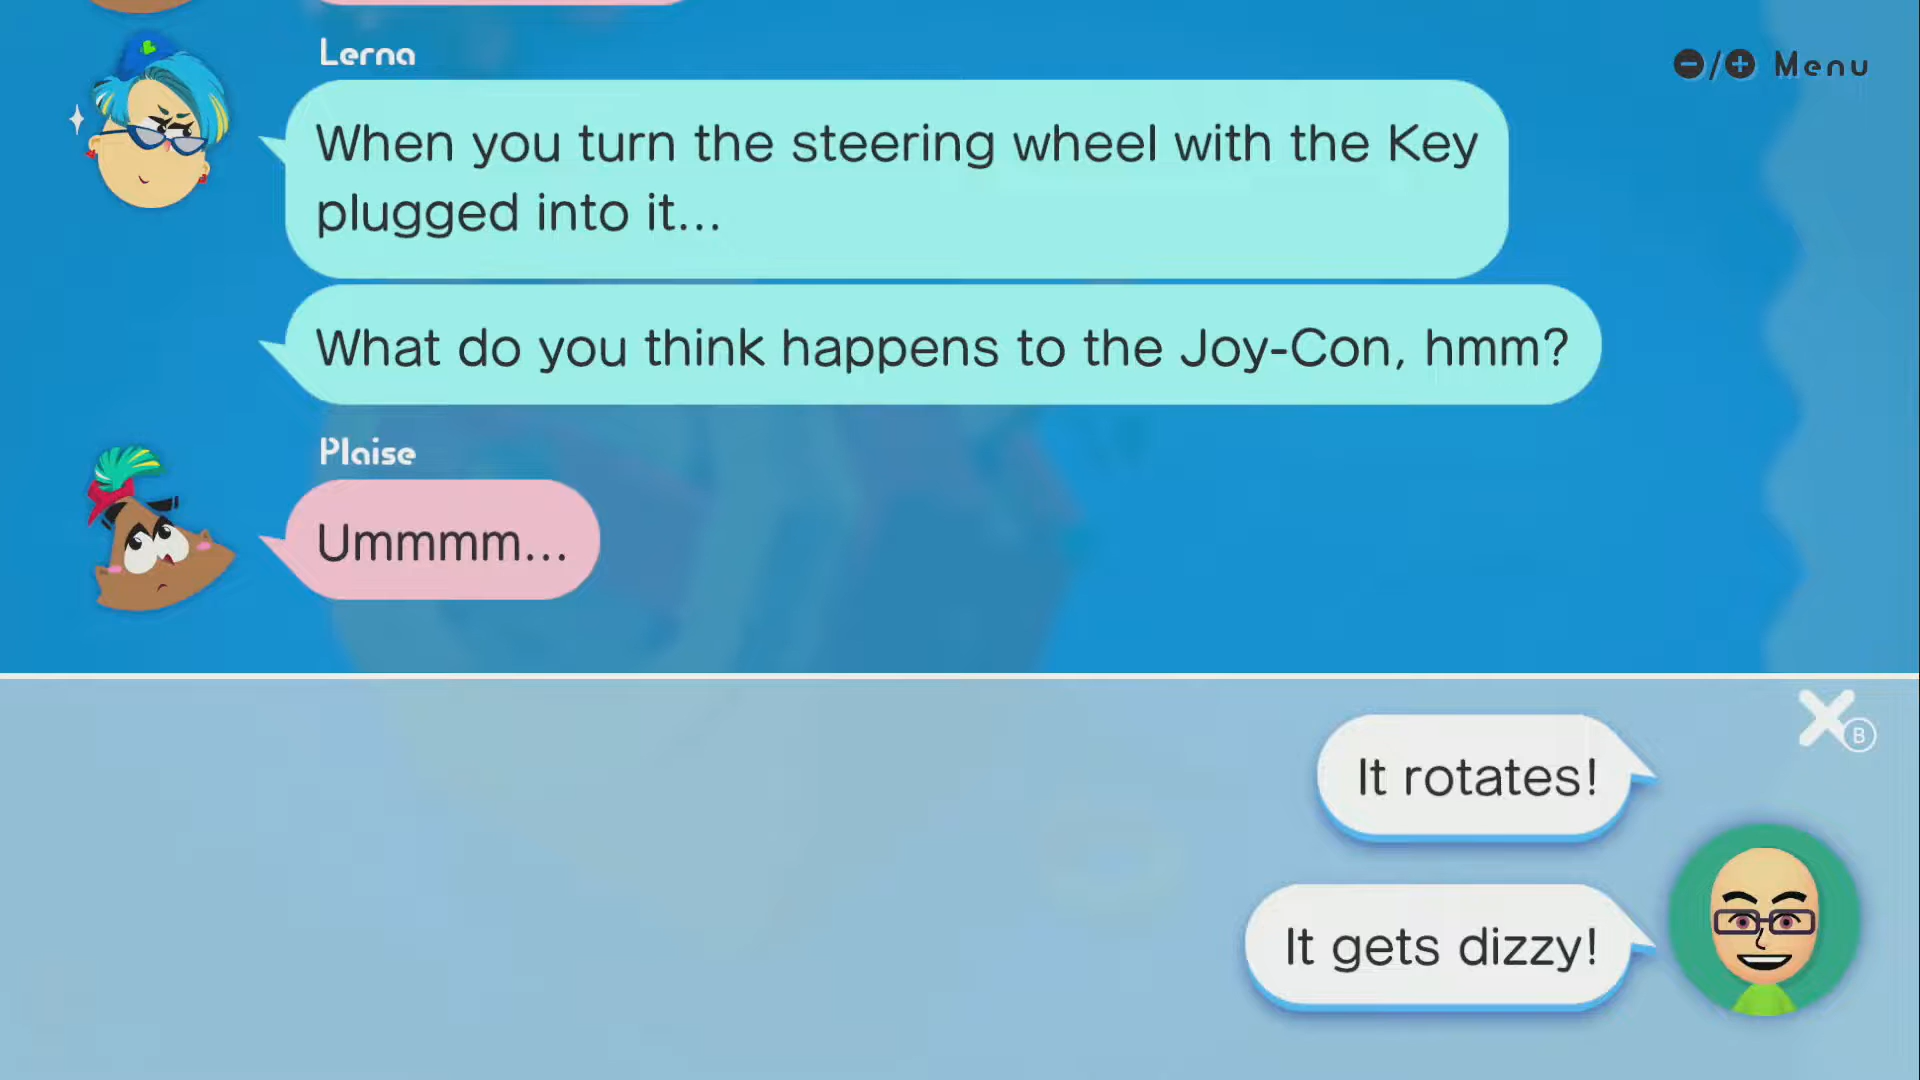 Lerna
−/+ Menu
When you turn the steering wheel with the Key
plugged into it...
What do you think happens to the Joy-Con, hmm?
Plaise
Ummmm...
B
It rotates!
It gets dizzy!